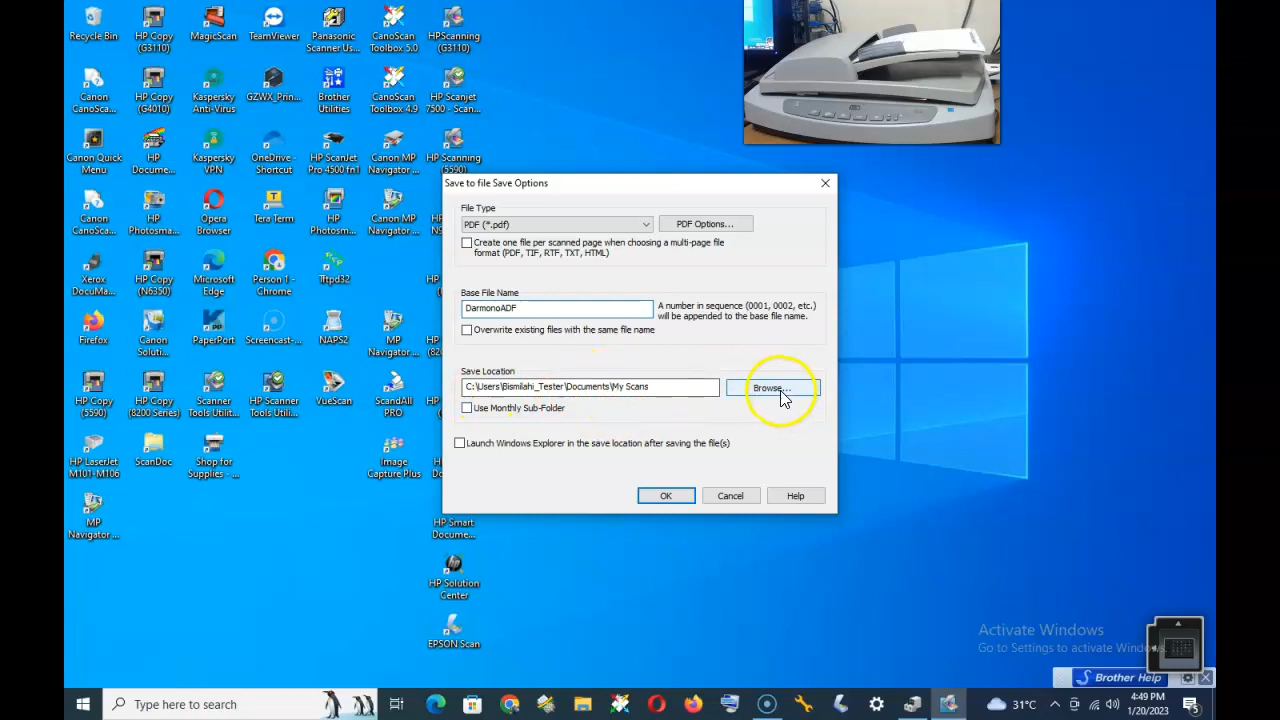 Recycle Bin
HP Copy
(G3110)
MagicScan
TeamViewer
Panasonic
Scanner Us...
CanoScan
Toolbox 5.0
HPScanning
(G3110)
Canon
CanoSca...
HP Copy
(G4010)
Kaspersky
Anti-Virus
GZWX_Prin...
Brother
Utilities
CanoScan
Toolbox 4.9
HP Scanjet
7500 - Scan...
Canon Quick
Menu
HP
Docume...
Kaspersky
VPN
OneDrive -
Shortcut
HP ScanJet
Pro 4500 fn1
Canon MP
Navigator ...
HP Scanning
(5590)
Canon
CanoSca...
HP
Photosma...
Opera
Browser
Tera Term
HP
Photosm...
Canon MP
Navigat...
Xerox
DocuMa...
HP Copy
(N6350)
Microsoft
Edge
Person 1 -
Chrome
Tftpd32
Firefox
Canon
Soluti...
PaperPort
Screencast-...
NAPS2
MP
Navigator...
HP Copy
(5590)
HP Copy
(8200 Series)
Scanner
Tools Utilit...
Scanner
Tools Utilit...
VueScan
ScandAll
PRO
HP LaserJet
M101-M106
ScanDoc
Shop for
Supplies - ...
Image
Capture Plus
MP
Navigator ...
HP Smart
Docume...
HP Solution
Center
EPSON Scan
Save to file Save Options
File Type
PDF (*.pdf)
PDF Options...
Create one file per scanned page when choosing a multi-page file
format (PDF, TIF, RTF, TXT, HTML)
Base File Name
DarmonoADF
A number in sequence (0001, 0002, etc.)
will be appended to the base file name.
Overwrite existing files with the same file name
Save Location
C:\Users\Bismilahi_Tester\Documents\My Scans
Browse...
Use Monthly Sub-Folder
Launch Windows Explorer in the save location after saving the file(s)
OK
Cancel
Help
Activate Windows
Go to Settings to activate Windows.
Brother Help
Type here to search
31°C
4:49 PM
1/20/2023
5